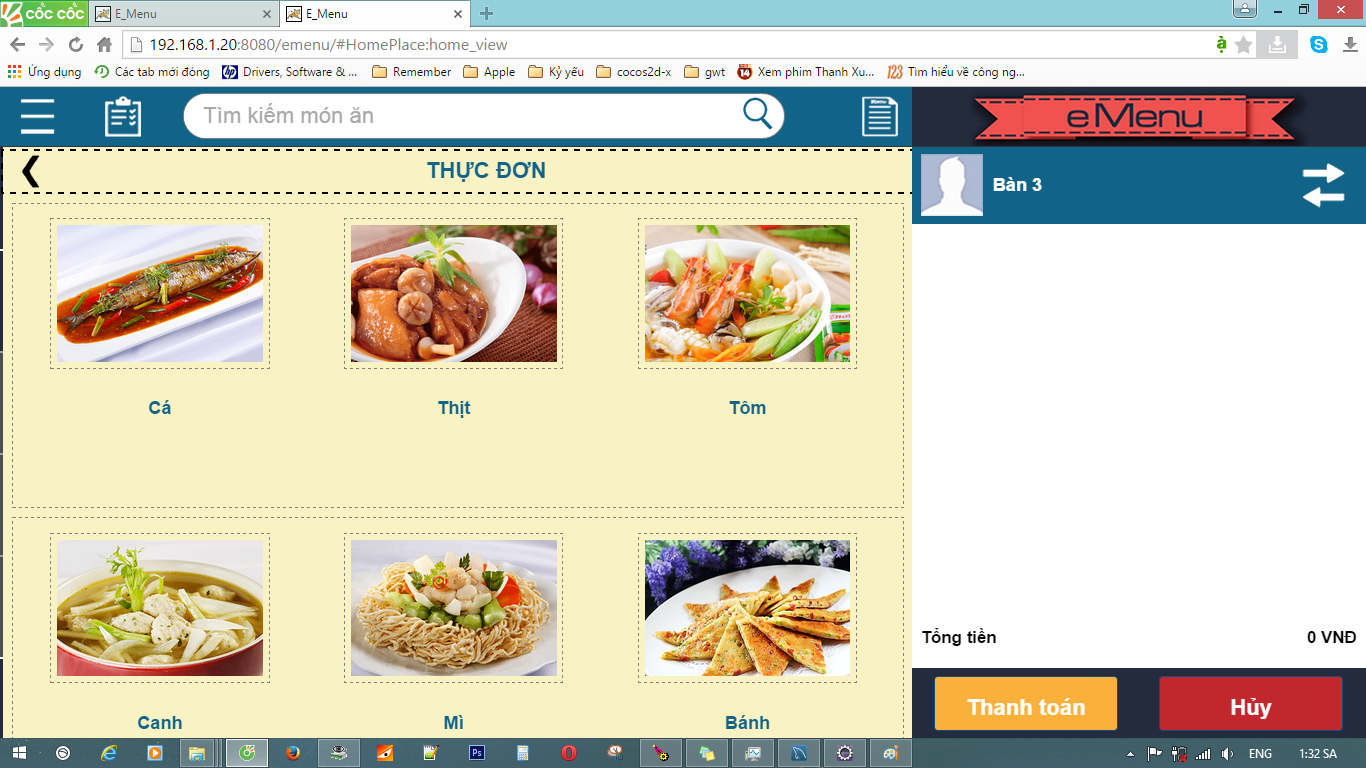 cốc cốc
E_Menu
E_Menu
192.168.1.20:8080/emenu/#HomePlace:home_view
Ứng dụng
Các tab mới đóng
Drivers, Software & ...
Remember
Apple
Kỷ yếu
cocos2d-x
gwt
Xem phim Thanh Xu...
Tìm hiểu về công ng...
Tìm kiếm món ăn
Menu
eMenu
THỰC ĐƠN
Bàn 3
Cá
Thịt
Tôm
Canh
Mì
Bánh
Tổng tiền
0 VNĐ
Thanh toán
Hủy
ENG
1:32 SA